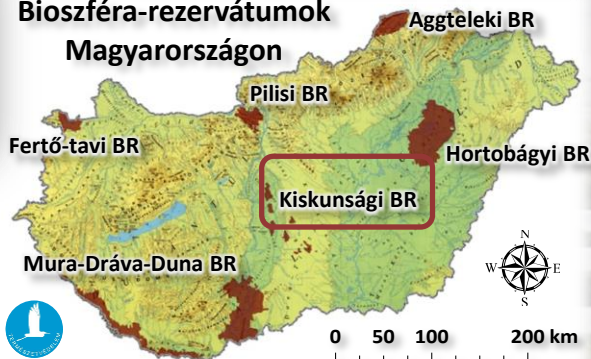 Bioszféra-rezervátumok
Magyarországon
Aggteleki BR
Pilisi BR
Fertő-tavi BR
Hortobágyi BR
Kiskunsági BR
Mura-Dráva-Duna BR
N
W E
S
TERMÉSZETVÉDELEM
0 50 100 200 km